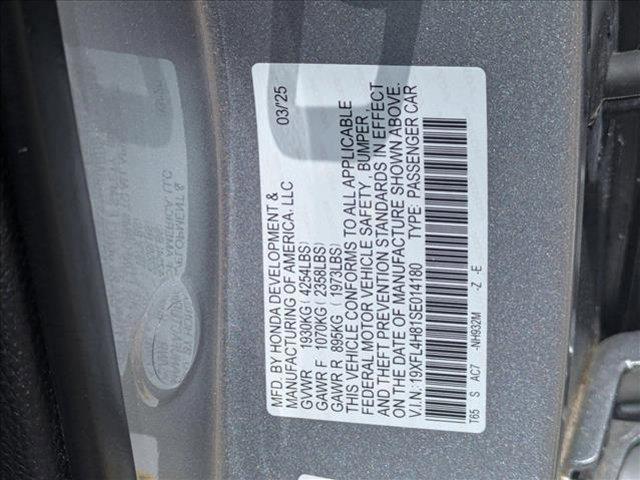 MFD. BY HONDA DEVELOPMENT & 03/25
MANUFACTURING OF AMERICA, LLC
GVWR 1930KG ( 4254LBS)
GAWR F 1070KG ( 2358LBS)
GAWR R 895KG ( 1973LBS)
THIS VEHICLE CONFORMS TO ALL APPLICABLE
FEDERAL MOTOR VEHICLE SAFETY, BUMPER,
AND THEFT PREVENTION STANDARDS IN EFFECT
ON THE DATE OF MANUFACTURE SHOWN ABOVE.
V.I.N: 19XFL4H81SE014180 TYPE: PASSENGER CAR
T65 S AC7 -NH932M -Z -E